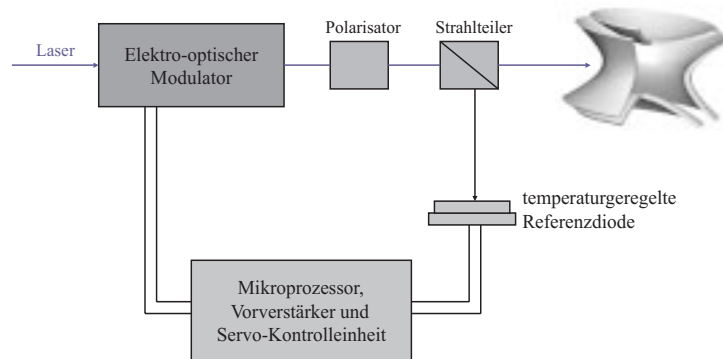 Polarisator
Strahlteiler
Laser
Elektro-optischer
Modulator
temperaturgeregelte
Referenzdiode
Mikroprozessor,
Vorverstärker und
Servo-Kontrolleinheit